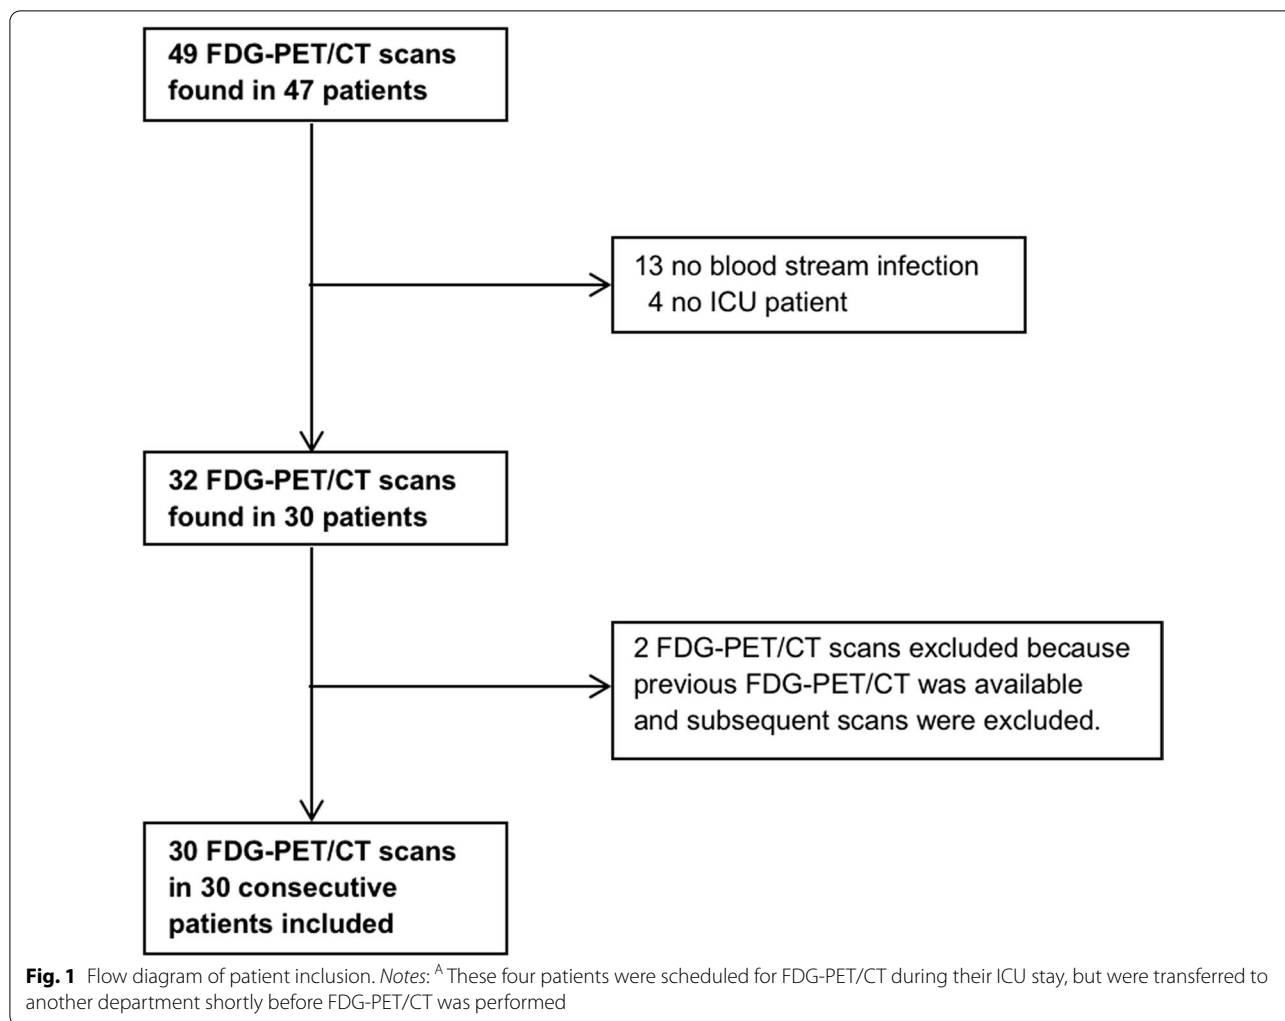 49 FDG-PET/CT scans
found in 47 patients
13 no blood stream infection
4 no ICU patient
32 FDG-PET/CT scans
found in 30 patients
2 FDG-PET/CT scans excluded because
previous FDG-PET/CT was available
and subsequent scans were excluded.
30 FDG-PET/CT scans
in 30 consecutive
patients included
Fig. 1 Flow diagram of patient inclusion. Notes: A These four patients were scheduled for FDG-PET/CT during their ICU stay, but were transferred to
another department shortly before FDG-PET/CT was performed